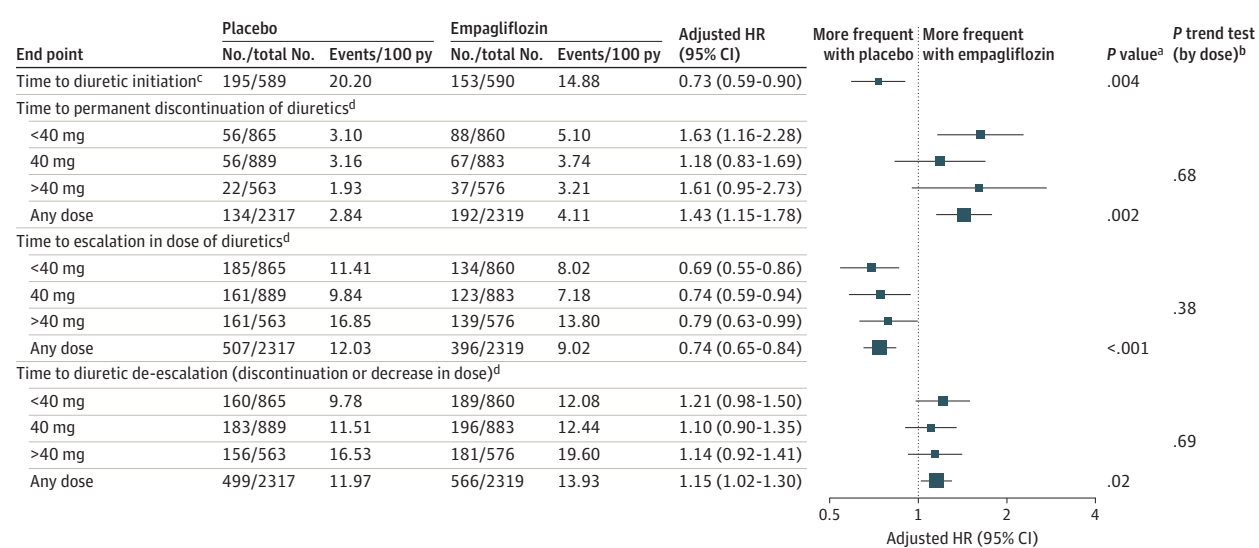 Placebo Empagliflozin Adjusted HR (95% CI) More frequent with placebo More frequent with empagliflozin P trend test (by dose)b
End point No./total No. Events/100 py No./total No. Events/100 py P valuea
Time to diuretic initiationc 195/589 20.20 153/590 14.88 0.73 (0.59-0.90) .004
Time to permanent discontinuation of diureticsd
<40 mg 56/865 3.10 88/860 5.10 1.63 (1.16-2.28)
40 mg 56/889 3.16 67/883 3.74 1.18 (0.83-1.69)
.68
>40 mg 22/563 1.93 37/576 3.21 1.61 (0.95-2.73)
Any dose 134/2317 2.84 192/2319 4.11 1.43 (1.15-1.78) .002
Time to escalation in dose of diureticsd
<40 mg 185/865 11.41 134/860 8.02 0.69 (0.55-0.86)
40 mg 161/889 9.84 123/883 7.18 0.74 (0.59-0.94)
.38
>40 mg 161/563 16.85 139/576 13.80 0.79 (0.63-0.99)
Any dose 507/2317 12.03 396/2319 9.02 0.74 (0.65-0.84) <.001
Time to diuretic de-escalation (discontinuation or decrease in dose)d
<40 mg 160/865 9.78 189/860 12.08 1.21 (0.98-1.50)
40 mg 183/889 11.51 196/883 12.44 1.10 (0.90-1.35)
.69
>40 mg 156/563 16.53 181/576 19.60 1.14 (0.92-1.41)
Any dose 499/2317 11.97 566/2319 13.93 1.15 (1.02-1.30) .02
0.5 1 2 4
Adjusted HR (95% CI)